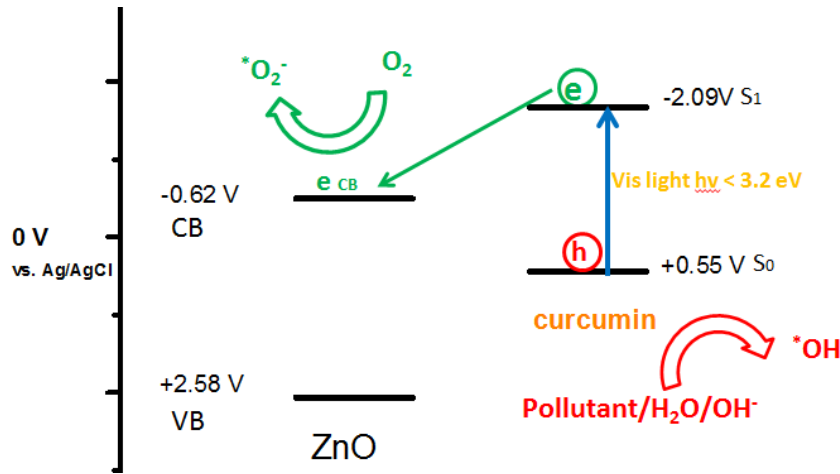 *O2-
O2
e
-2.09V S1
e CB
Vis light hν < 3.2 eV
-0.62 V
CB
0 V
vs. Ag/AgCl
h
+0.55 V S0
curcumin
*OH
+2.58 V
VB
Pollutant/H2O/OH-
ZnO